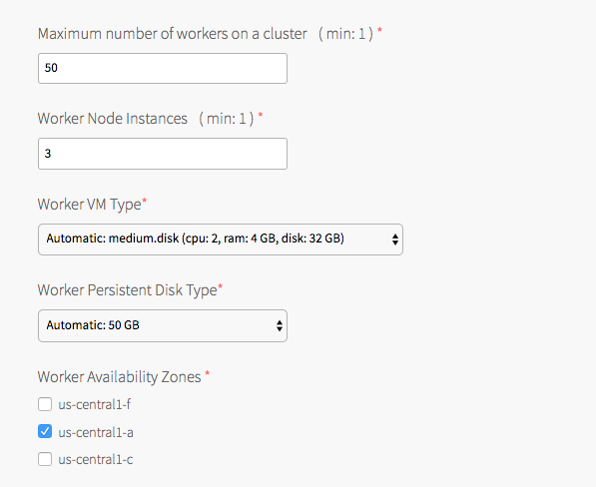 Maximum number of workers on a cluster ( min: 1 ) *
50
Worker Node Instances ( min: 1 ) *
3
Worker VM Type*
Automatic: medium.disk (cpu: 2, ram: 4 GB, disk: 32 GB)
Worker Persistent Disk Type*
Automatic: 50 GB
Worker Availability Zones *
us-central1-f
us-central1-a
us-central1-c